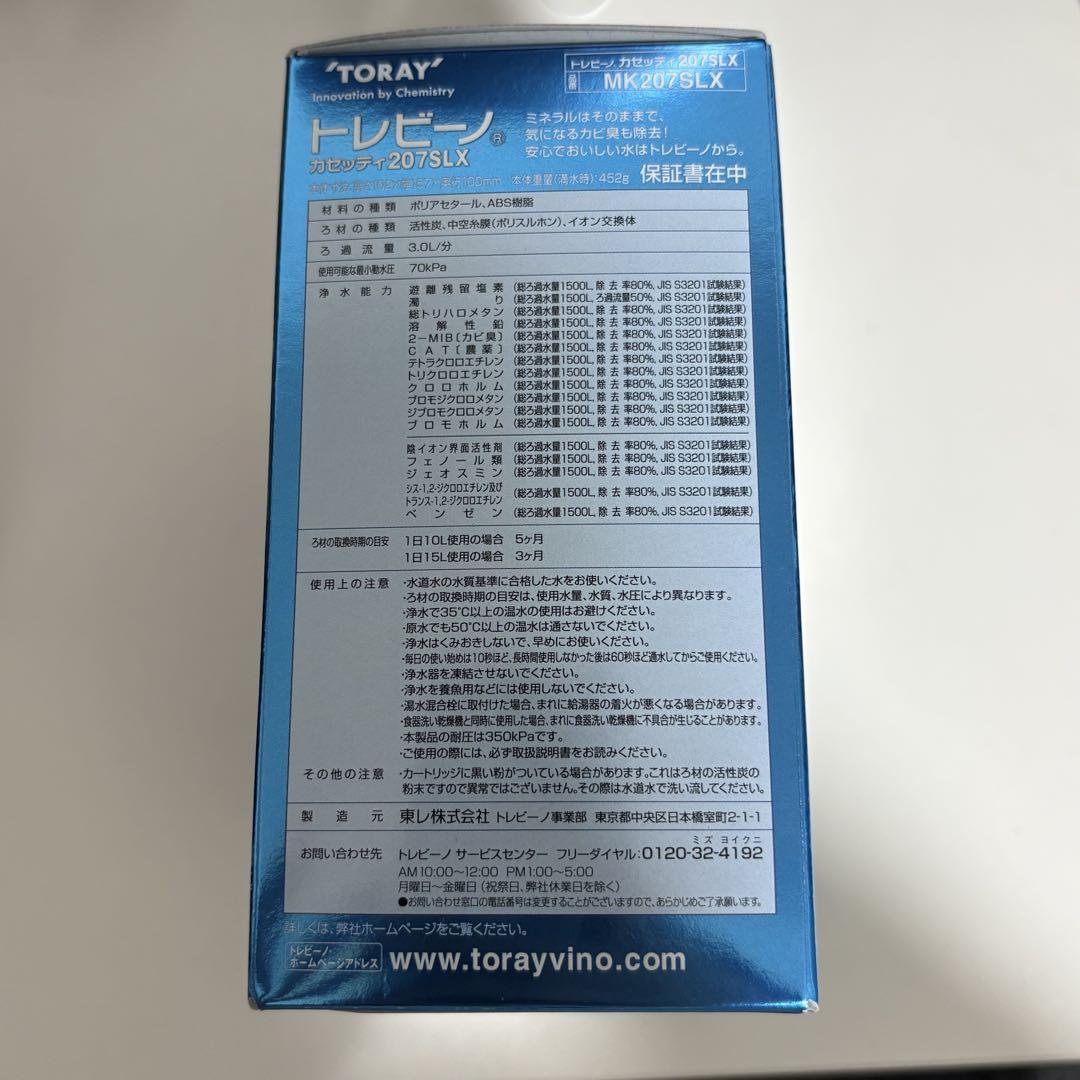 'TORAY'
Innovation by Chemistry
トレビーノ カセッティ207SLX
品番 MK207SLX
トレビーノ®
カセッティ207SLX
ミネラルはそのままで、
気になるカビ臭も除去!
安心でおいしい水はトレビーノから。
奥行100mm 本体重量(満水時):452g 保証書在中
材料の種類 ポリアセタール、ABS樹脂
ろ材の種類 活性炭、中空糸膜(ポリスルホン)、イオン交換体
ろ過流量 3.0L/分
使用可能な最小動水圧 70kPa
浄水能力 遊離残留塩素 (総ろ過水量1500L, 除去率80%, JIS S3201試験結果)
濁り (総ろ過水量1500L, ろ過流量50%, JIS S3201試験結果)
総トリハロメタン (総ろ過水量1500L, 除去率80%, JIS S3201試験結果)
溶解性鉛 (総ろ過水量1500L, 除去率80%, JIS S3201試験結果)
2-MIB〔カビ臭〕 (総ろ過水量1500L, 除去率80%, JIS S3201試験結果)
CAT〔農薬〕 (総ろ過水量1500L, 除去率80%, JIS S3201試験結果)
テトラクロロエチレン (総ろ過水量1500L, 除去率80%, JIS S3201試験結果)
トリクロロエチレン (総ろ過水量1500L, 除去率80%, JIS S3201試験結果)
クロロホルム (総ろ過水量1500L, 除去率80%, JIS S3201試験結果)
ブロモジクロロメタン (総ろ過水量1500L, 除去率80%, JIS S3201試験結果)
ジブロモクロロメタン (総ろ過水量1500L, 除去率80%, JIS S3201試験結果)
ブロモホルム (総ろ過水量1500L, 除去率80%, JIS S3201試験結果)
陰イオン界面活性剤 (総ろ過水量1500L, 除去率80%, JIS S3201試験結果)
フェノール類 (総ろ過水量1500L, 除去率80%, JIS S3201試験結果)
ジェオスミン (総ろ過水量1500L, 除去率80%, JIS S3201試験結果)
シス-1,2-ジクロロエチレン及び
トランス-1,2-ジクロロエチレン (総ろ過水量1500L, 除去率80%, JIS S3201試験結果)
ベンゼン (総ろ過水量1500L, 除去率80%, JIS S3201試験結果)
ろ材の取換時期の目安 1日10L使用の場合 5ヶ月
1日15L使用の場合 3ヶ月
使用上の注意 ・水道水の水質基準に合格した水をお使いください。
・ろ材の取換時期の目安は、使用水量、水質、水圧により異なります。
・浄水で35℃以上の温水の使用はお避けください。
・原水でも50℃以上の温水は通さないでください。
・浄水はくみおきしないで、早めにお使いください。
・毎日の使い始めは10秒ほど、長時間使用しなかった後は60秒ほど通水してからご使用ください。
・浄水器を凍結させないでください。
・浄水を養魚用などには使用しないでください。
・湯水混合栓に取付けた場合、まれに給湯器の着火が悪くなる場合があります。
・食器洗い乾燥機と同時に使用した場合、まれに食器洗い乾燥機に不具合が生じることがあります。
・本製品の耐圧は350kPaです。
・ご使用の際には、必ず取扱説明書をお読みください。
その他の注意 ・カートリッジに黒い粉がついている場合があります。これはろ材の活性炭の
粉末ですので異常ではございません。その際は水道水で洗い流してください。
製造元 東レ株式会社 トレビーノ事業部 東京都中央区日本橋室町2-1-1
ミズ ヨイクニ
お問い合わせ先 トレビーノ サービスセンター フリーダイヤル:0120-32-4192
AM10:00〜12:00 PM1:00〜5:00
月曜日〜金曜日(祝祭日、弊社休業日を除く)
●お問い合わせ窓口の電話番号は変更することがございますので、あらかじめご了承願います。
詳しくは、弊社ホームページをご覧ください。
トレビーノ・
ホームページアドレス www.torayvino.com